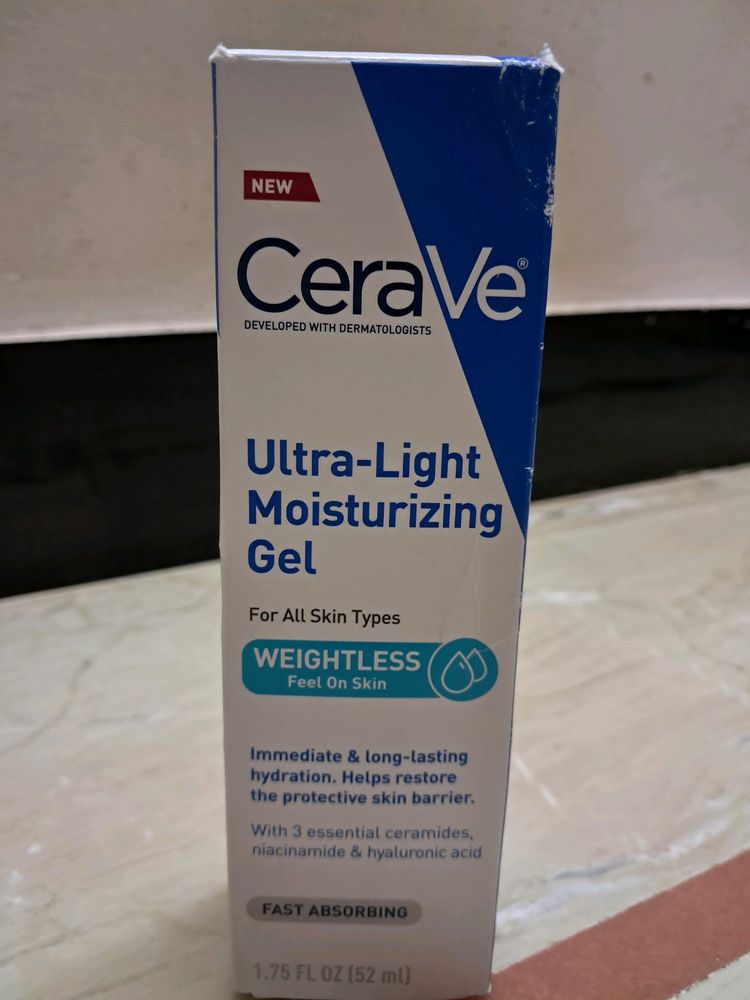 NEW
CeraVe®
DEVELOPED WITH DERMATOLOGISTS
Ultra-Light
Moisturizing
Gel
For All Skin Types
WEIGHTLESS
Feel On Skin
Immediate & long-lasting
hydration. Helps restore
the protective skin barrier.
With 3 essential ceramides,
niacinamide & hyaluronic acid
FAST ABSORBING
1.75 FL OZ (52 ml)